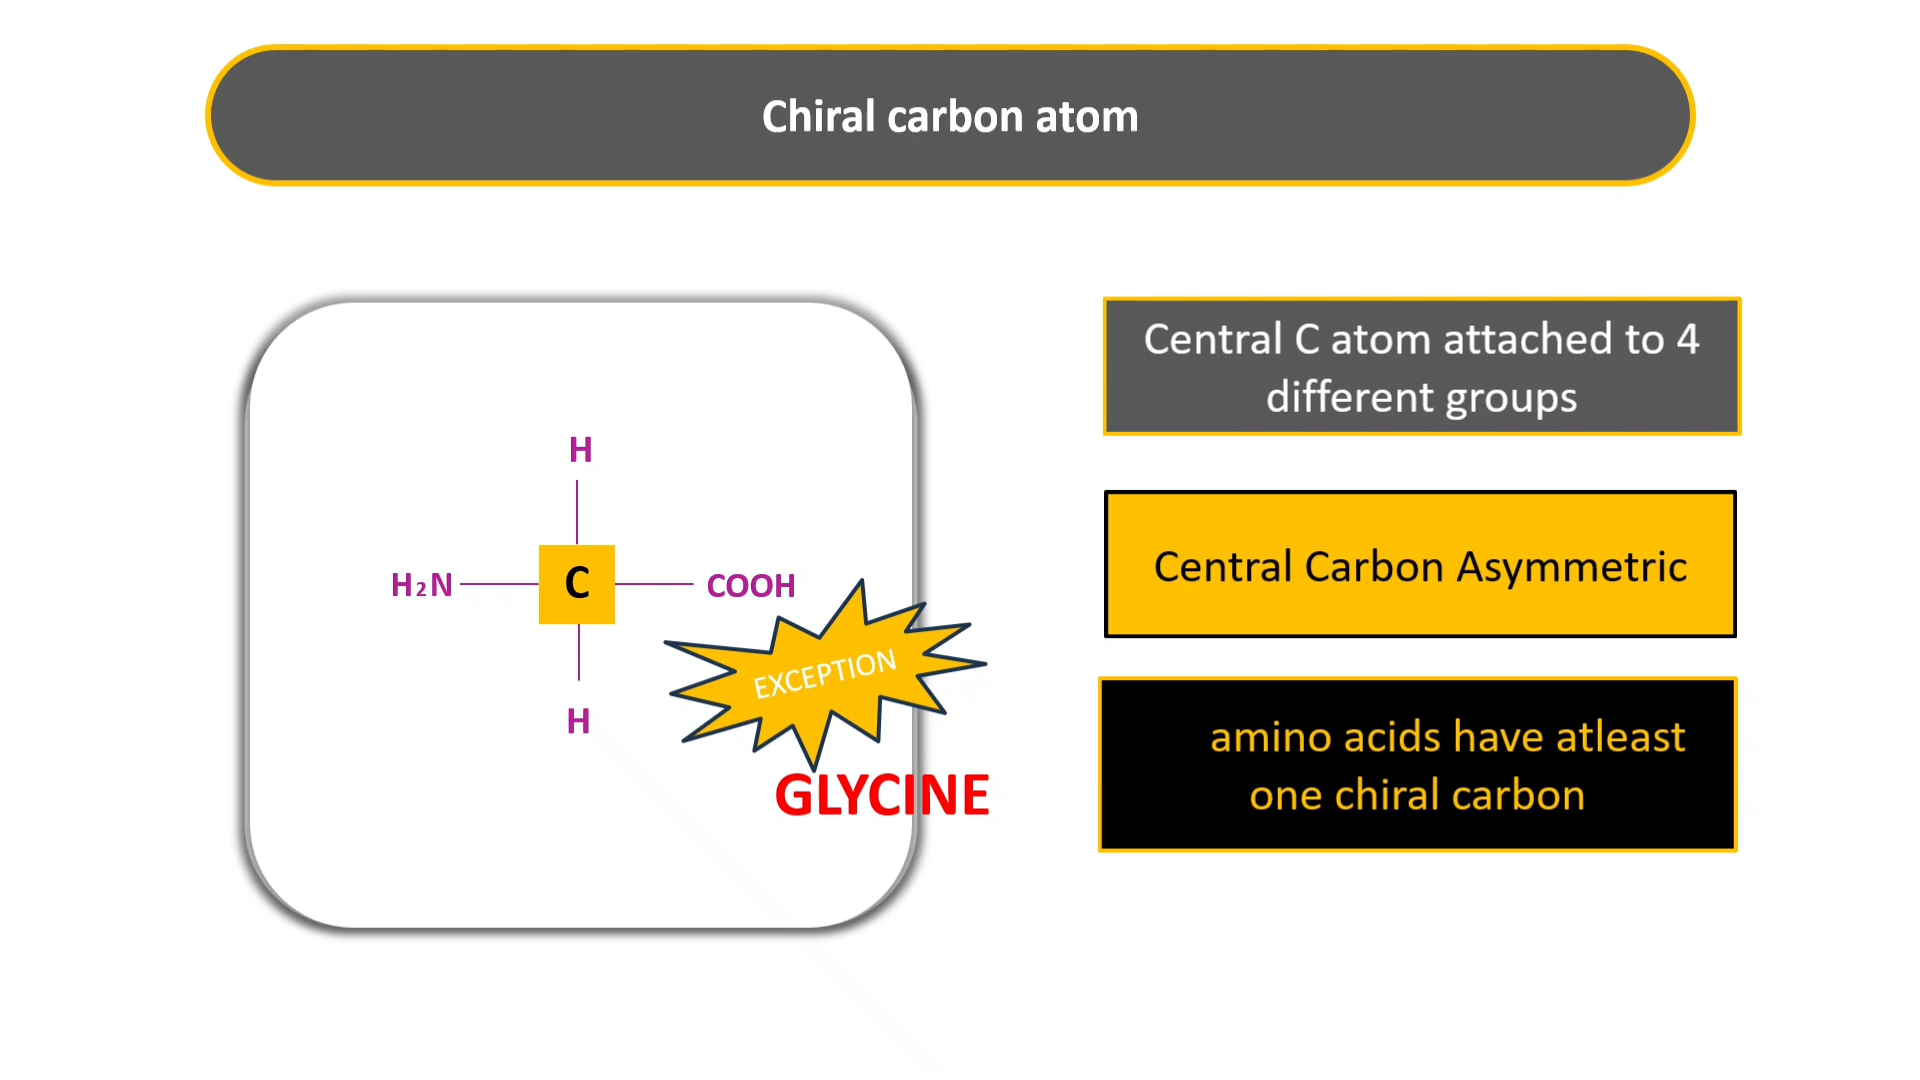 Chiral carbon atom
H
H₂N C COOH
H
EXCEPTION
GLYCINE
Central C atom attached to 4
different groups
Central Carbon Asymmetric
amino acids have atleast
one chiral carbon